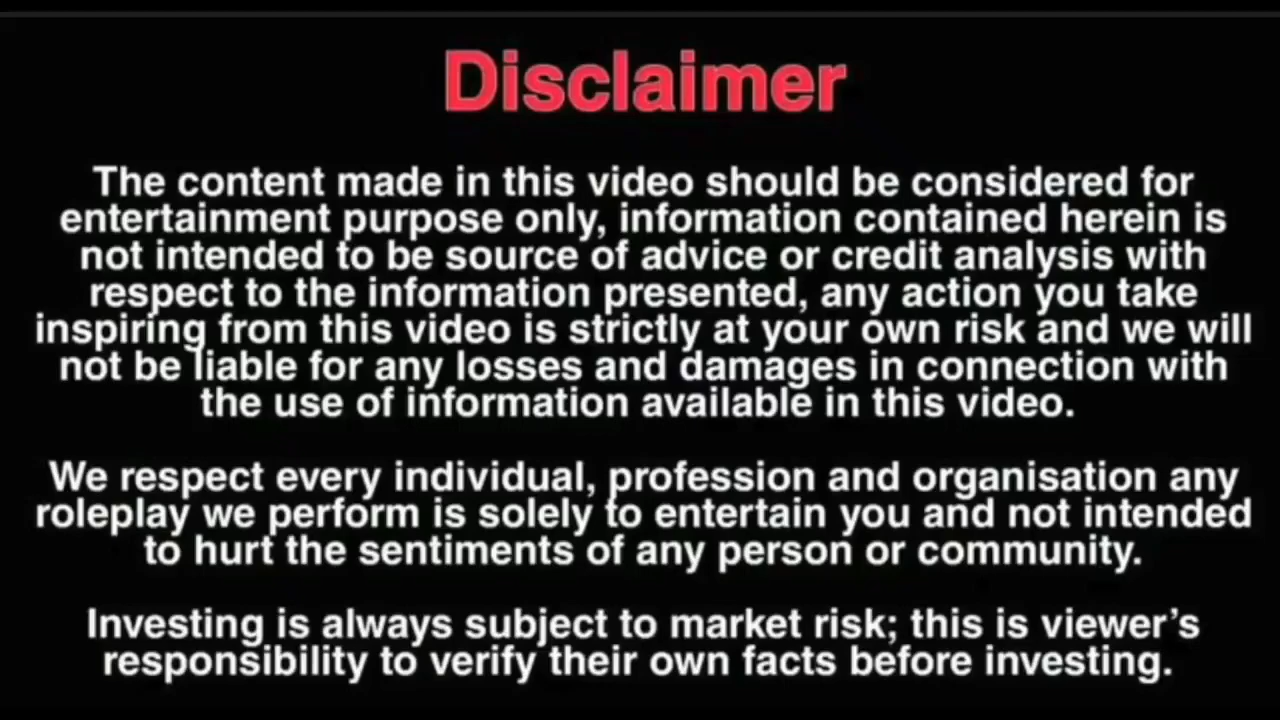 Disclaimer
The content made in this video should be considered for
entertainment purpose only, information contained herein is
not intended to be source of advice or credit analysis with
respect to the information presented, any action you take
inspiring from this video is strictly at your own risk and we will
not be liable for any losses and damages in connection with
the use of information available in this video.
We respect every individual, profession and organisation any
roleplay we perform is solely to entertain you and not intended
to hurt the sentiments of any person or community.
Investing is always subject to market risk; this is viewer’s
responsibility to verify their own facts before investing.